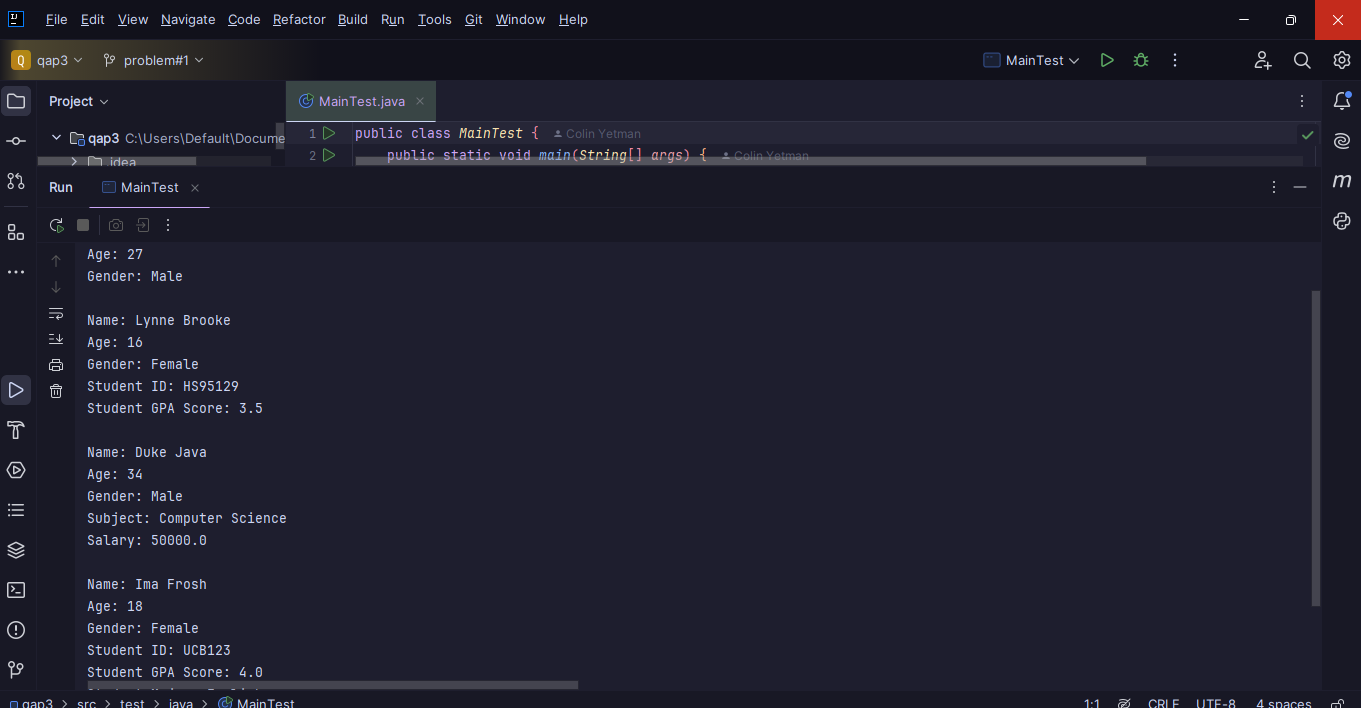 File Edit View Navigate Code Refactor Build Run Tools Git Window Help
Q qap3 problem#1 MainTest
Project MainTest.java
qap3 C:\Users\Default\Docume
1 public class MainTest { Colin Yetman
.idea
2 public static void main(String[] args) { Colin Yetman
Run MainTest
Age: 27
Gender: Male
Name: Lynne Brooke
Age: 16
Gender: Female
Student ID: HS95129
Student GPA Score: 3.5
Name: Duke Java
Age: 34
Gender: Male
Subject: Computer Science
Salary: 50000.0
Name: Ima Frosh
Age: 18
Gender: Female
Student ID: UCB123
Student GPA Score: 4.0
qap3 > src > test > java > MainTest 1:1 CRLF UTF-8 4 spaces